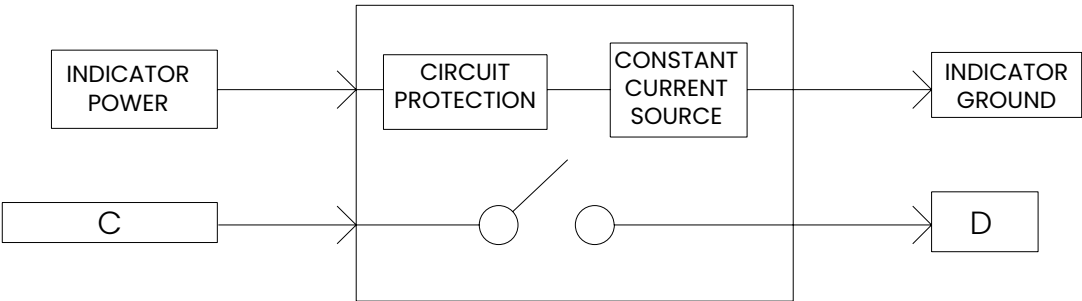 INDICATOR
POWER
CIRCUIT
PROTECTION
CONSTANT
CURRENT
SOURCE
INDICATOR
GROUND
C
D